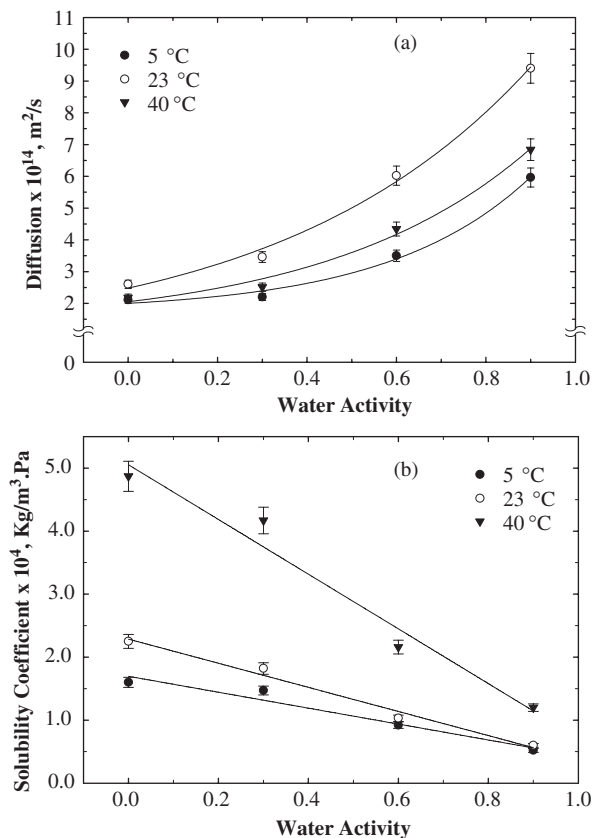 (a)
5 °C
23 °C
40 °C
11
10
9
8
7
6
5
4
3
2
0
Diffusion x 10¹⁴, m²/s
0.0 0.2 0.4 0.6 0.8 1.0
Water Activity
(b)
5 °C
23 °C
40 °C
5.0
4.0
3.0
2.0
1.0
0.0
Solubility Coefficient x 10⁴, Kg/m³.Pa
0.0 0.2 0.4 0.6 0.8 1.0
Water Activity